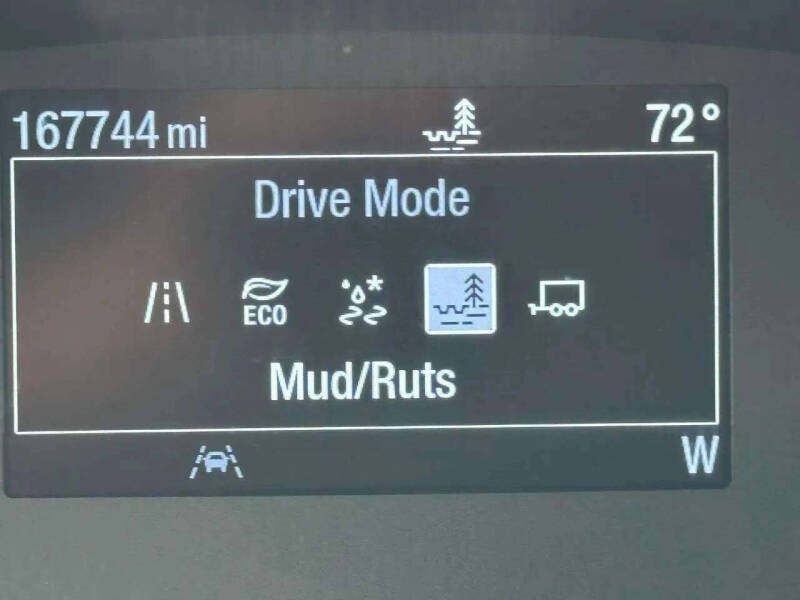 167744 mi 72°
Drive Mode
ECO
Mud/Ruts
W